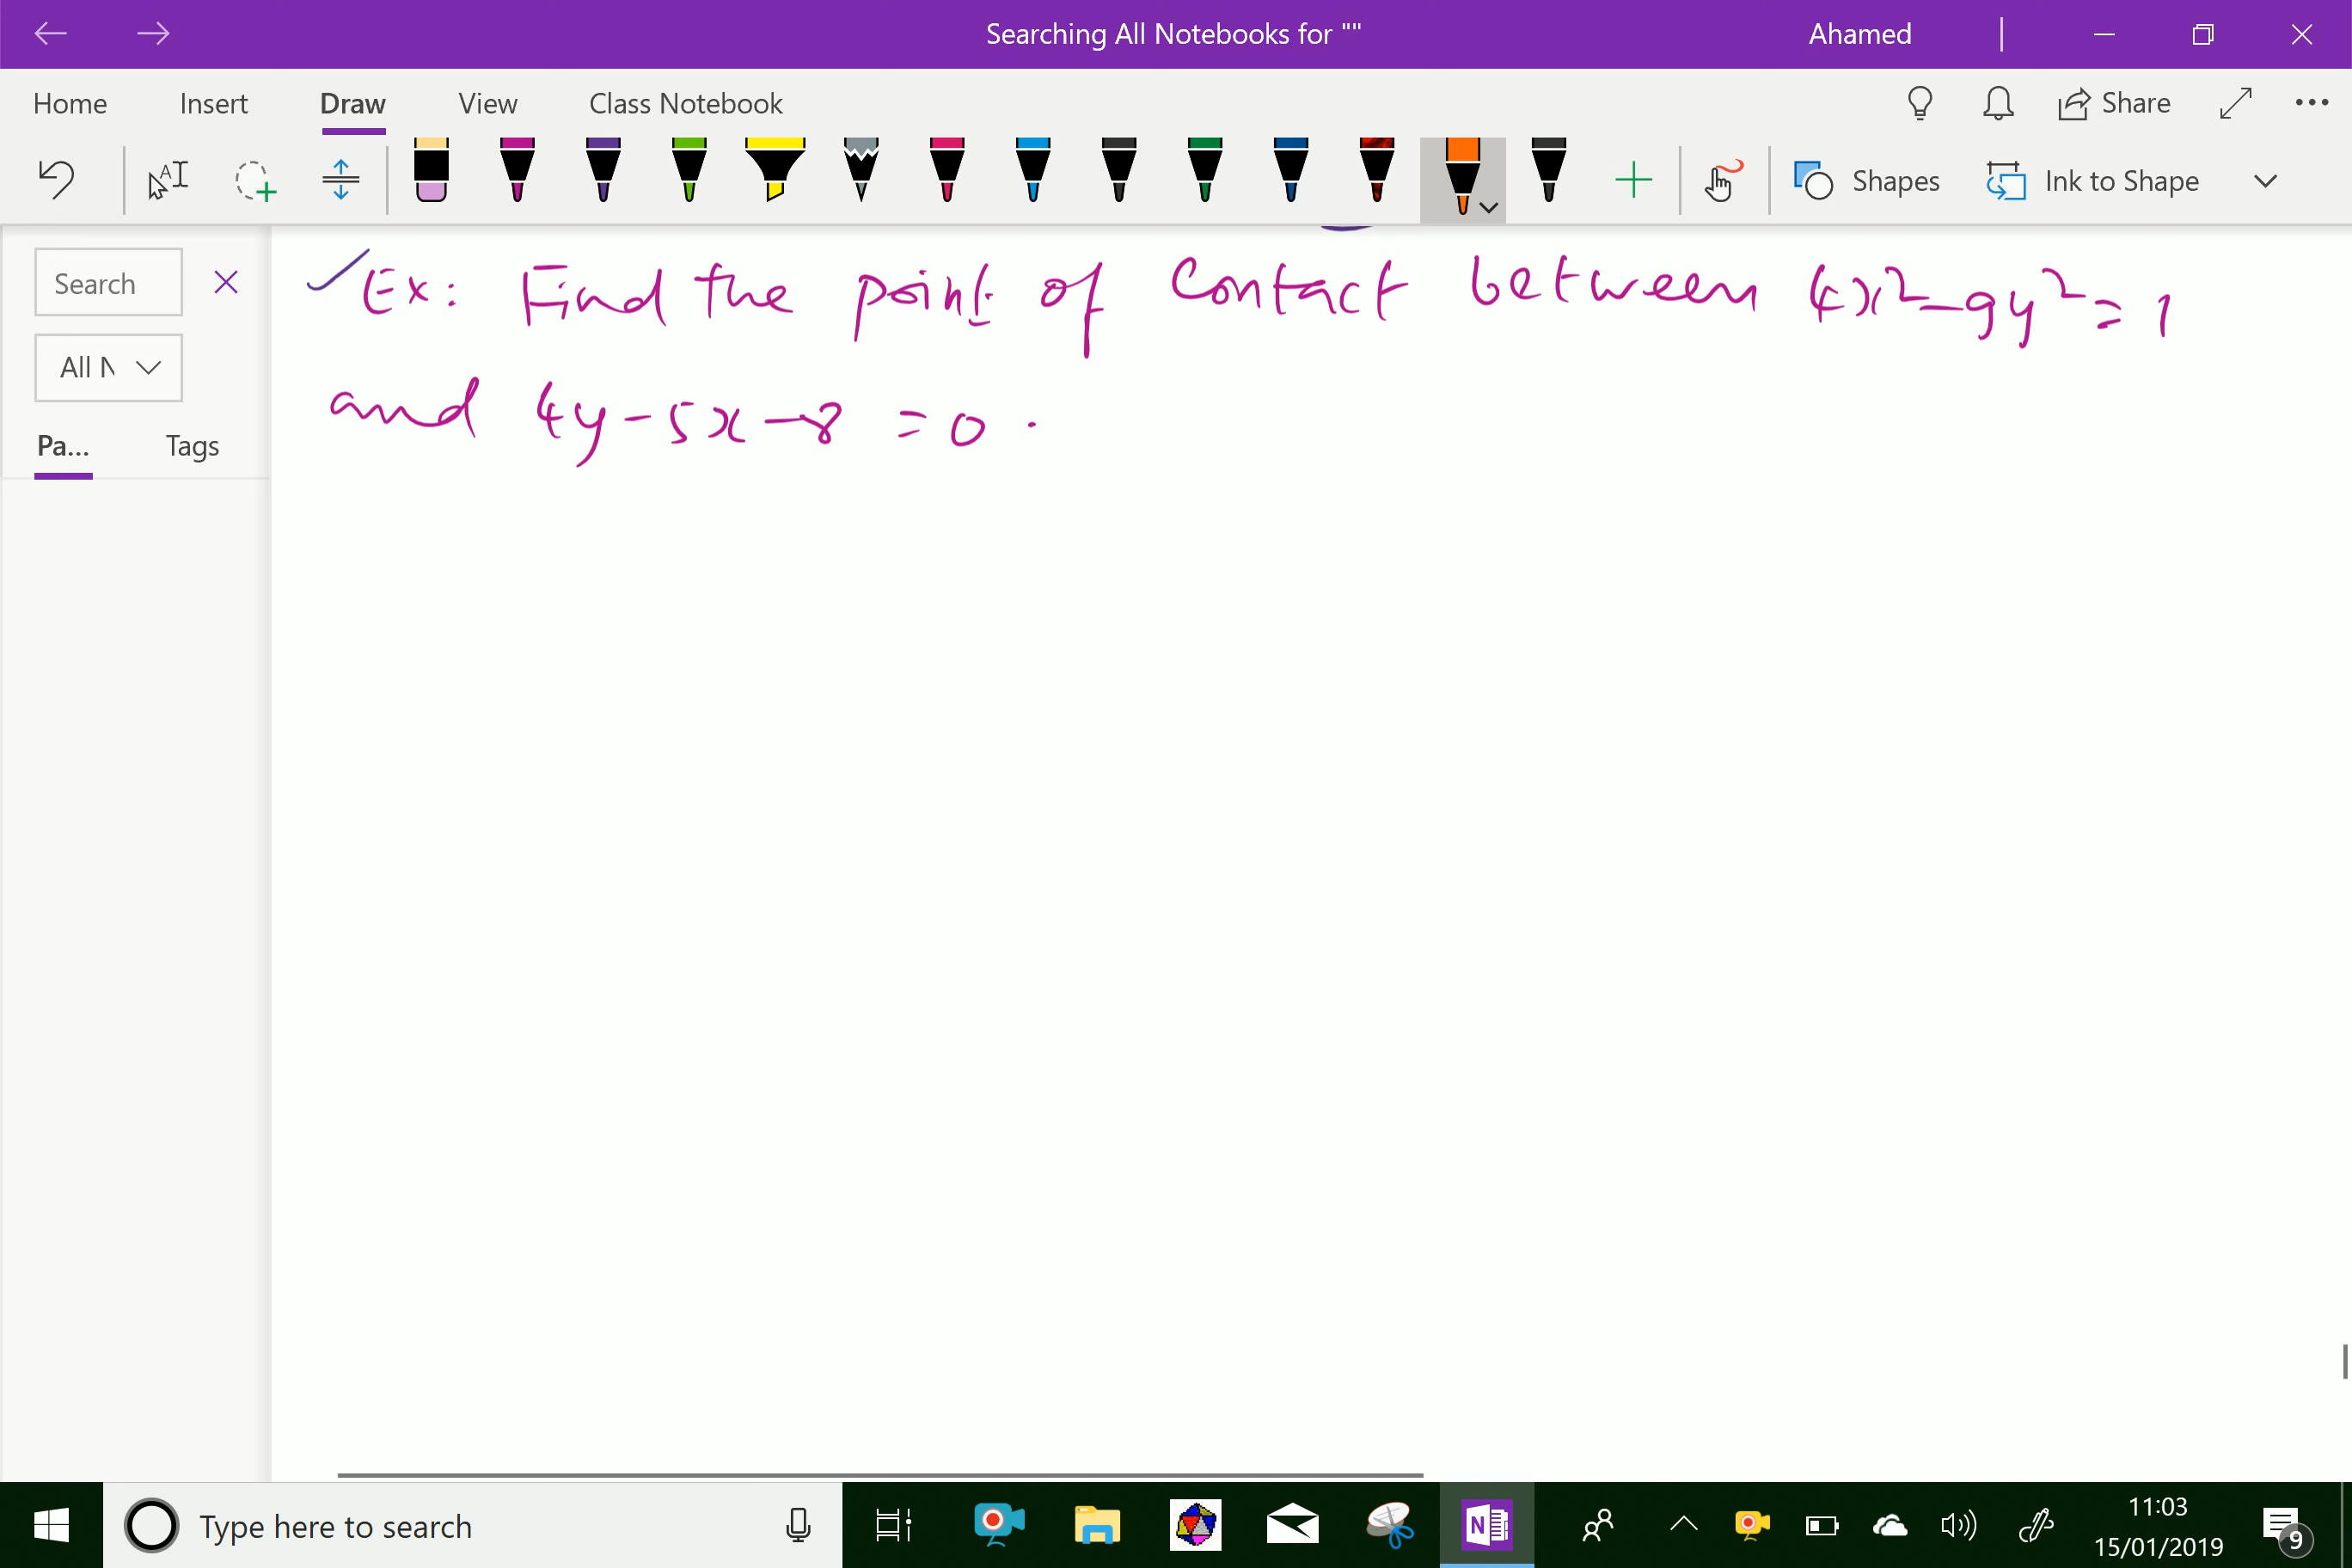 Searching All Notebooks for "" Ahamed
Home Insert Draw View Class Notebook Share
Shapes Ink to Shape
Search
All N
Pa... Tags
Ex: Find the point of Contact between 4x²-9y²=1
and 4y-5x-8=0.
Type here to search
11:03
15/01/2019
9